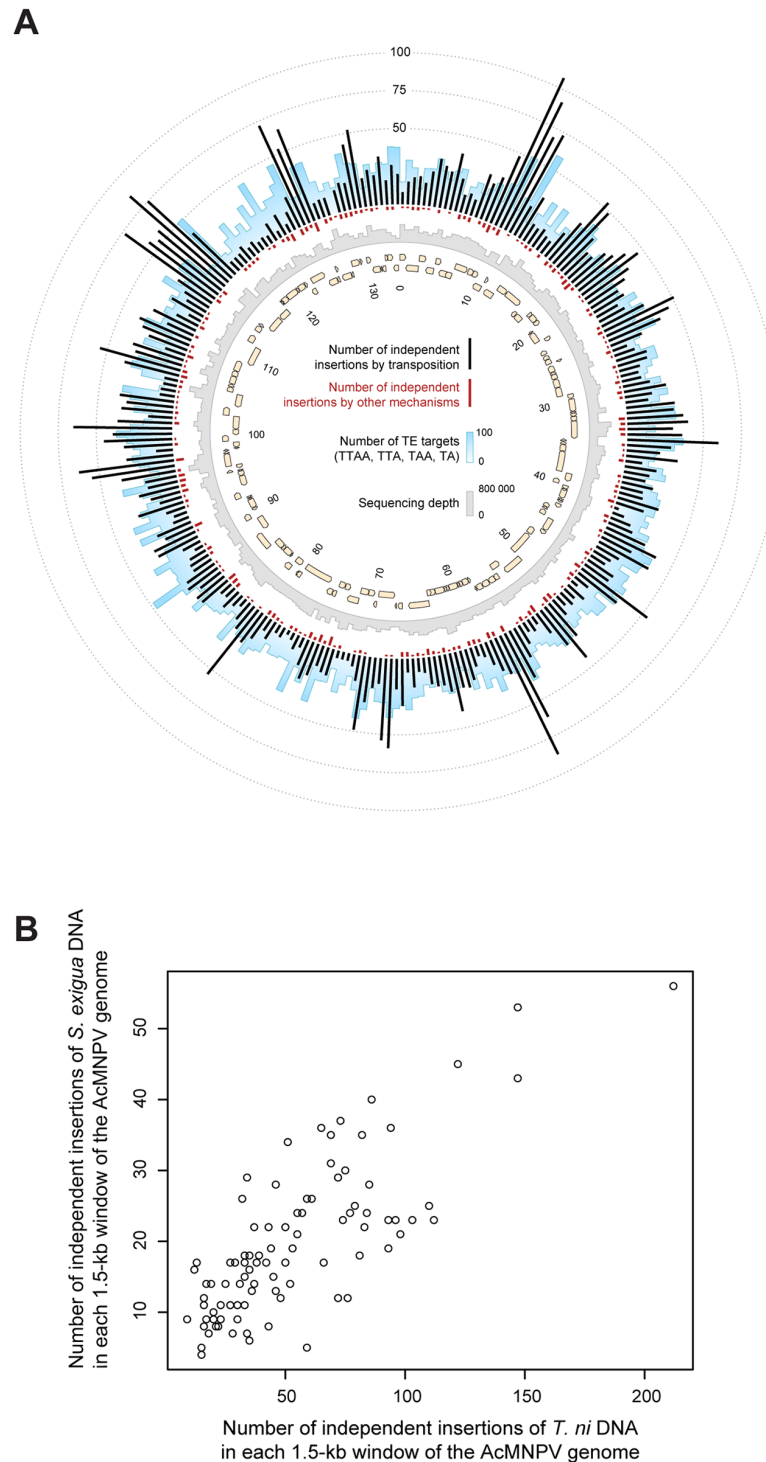 A
100
75
50
0
10
20
30
40
50
60
70
80
90
100
110
120
130
Number of independent
insertions by transposition
Number of independent
insertions by other mechanisms
Number of TE targets
(TTAA, TTA, TAA, TA)
100
0
Sequencing depth
800 000
0
B
Number of independent insertions of S. exigua DNA
in each 1.5-kb window of the AcMNPV genome
50
40
30
20
10
50
100
150
200
Number of independent insertions of T. ni DNA
in each 1.5-kb window of the AcMNPV genome